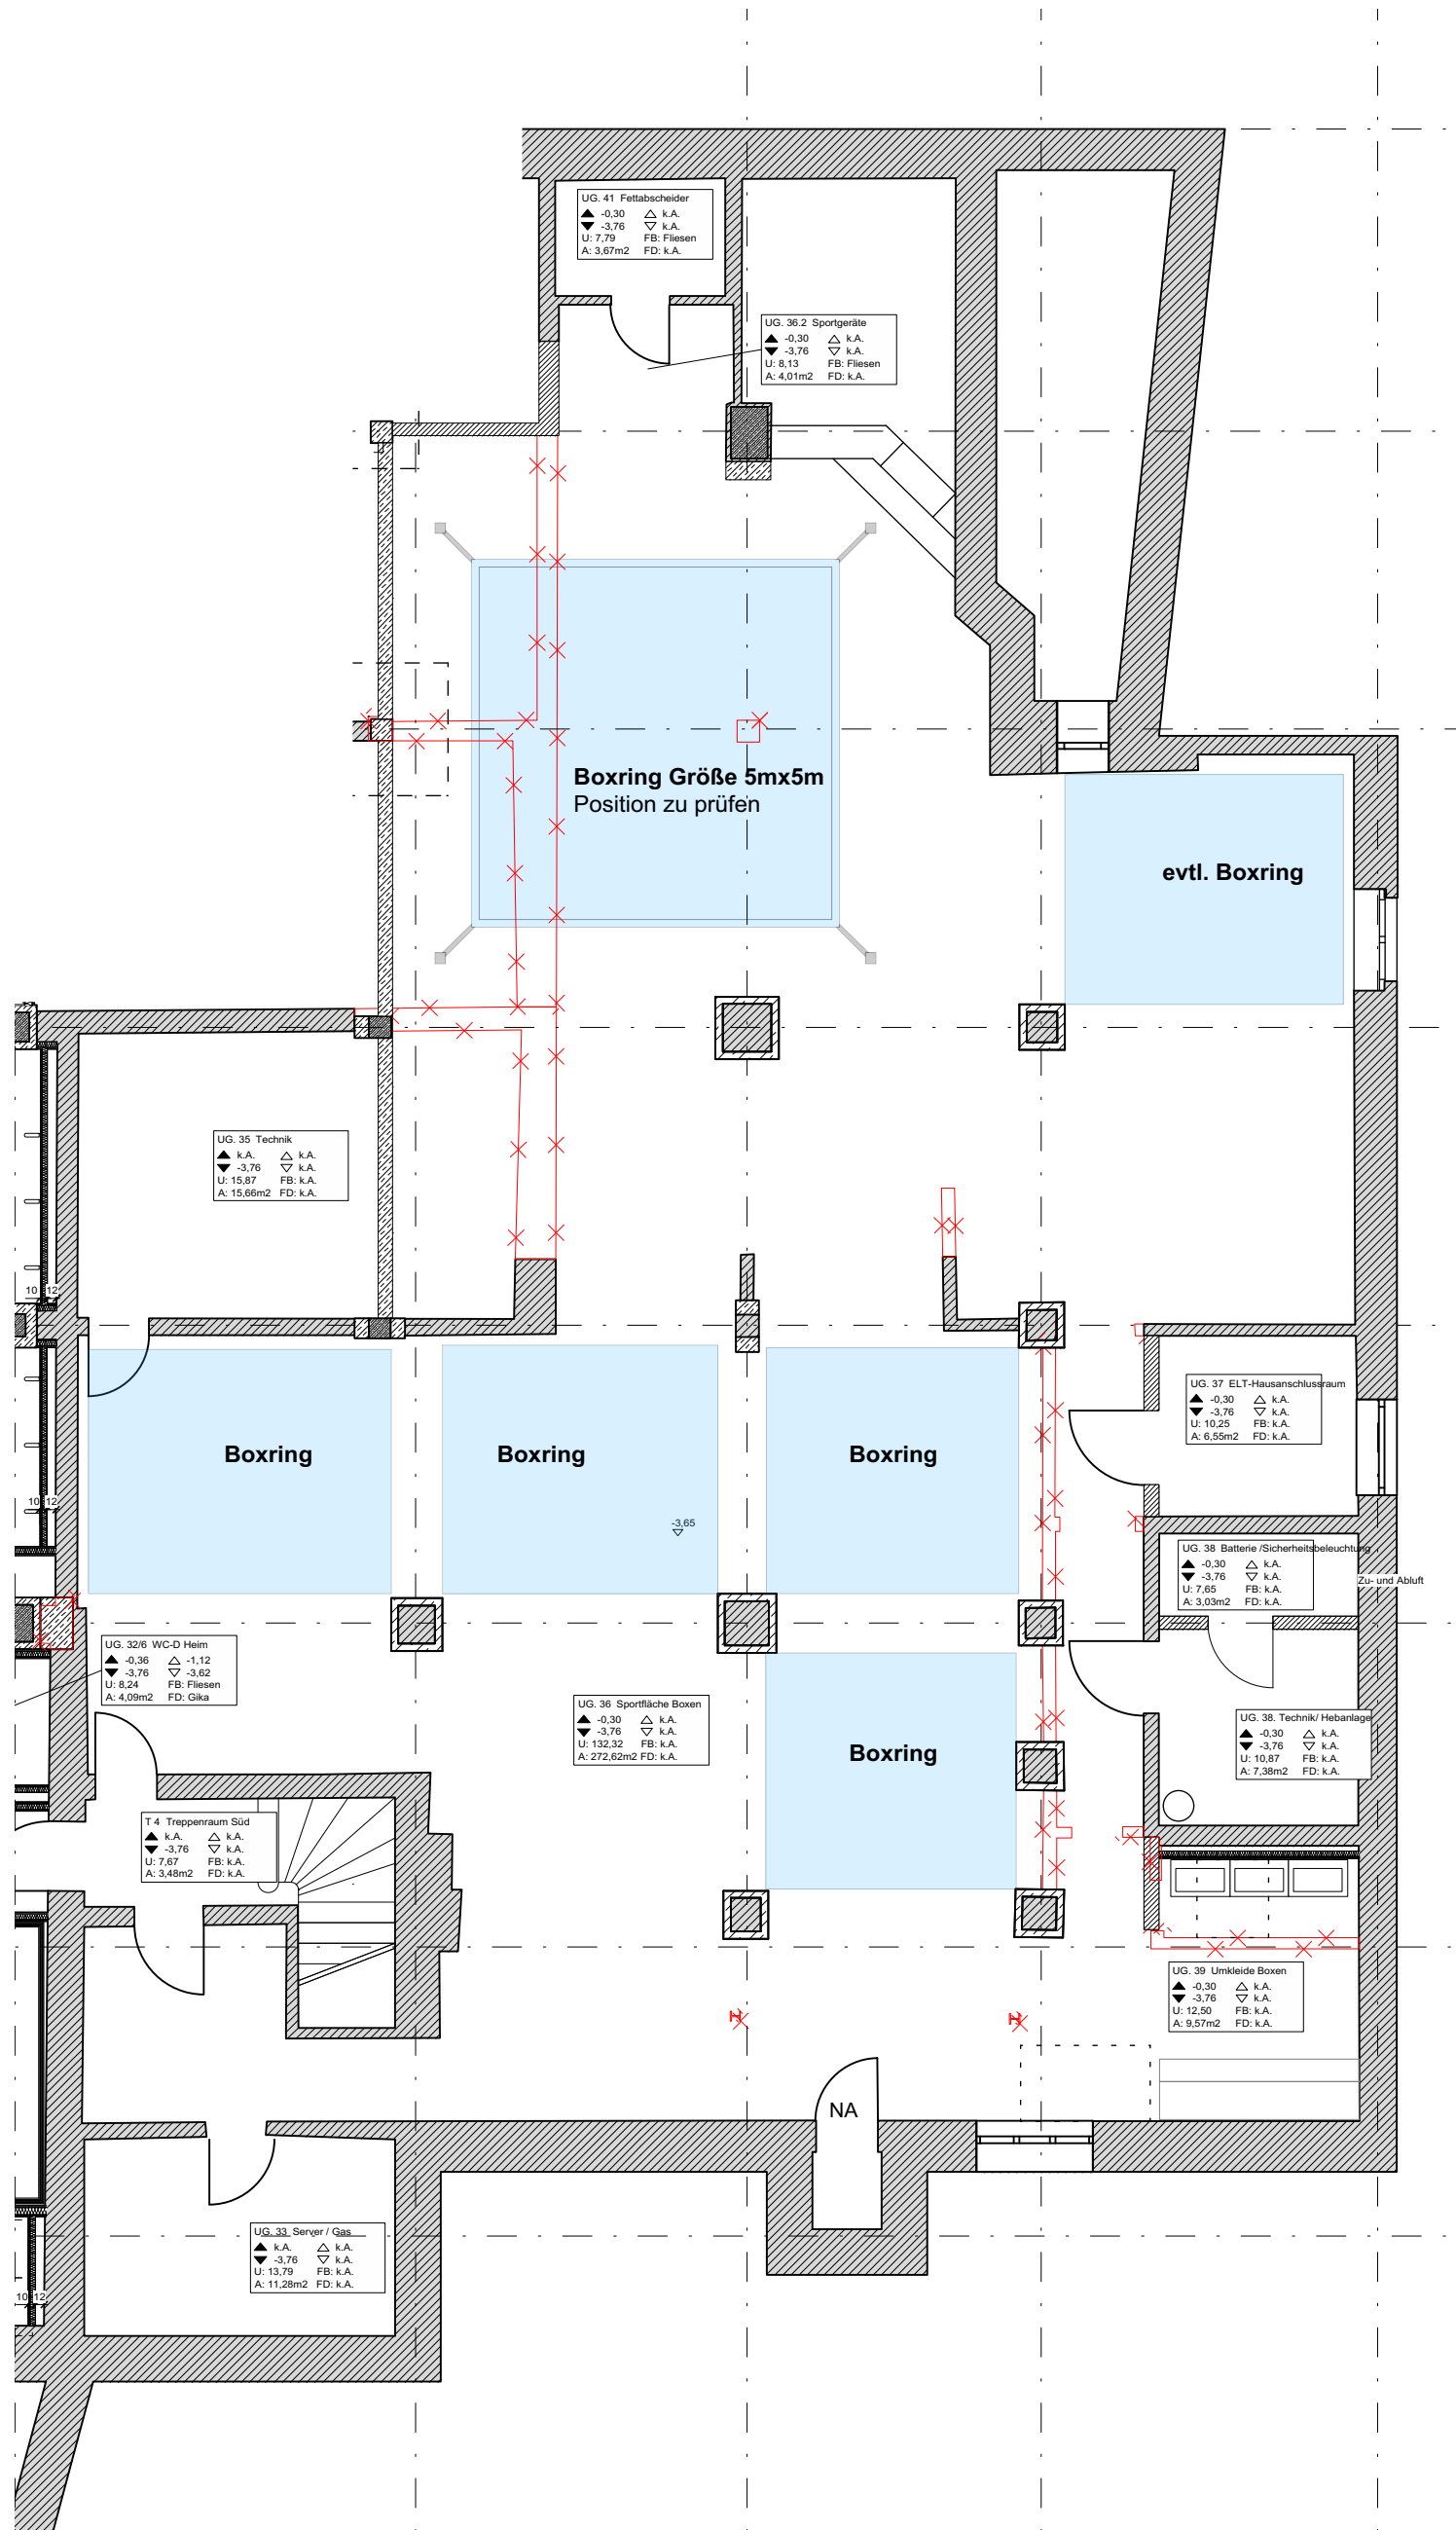 UG. 41 Fettabscheider
-0,30 k.A.
-3,76 k.A.
U: 7,79 FB: Fliesen
A: 3,67m2 FD: k.A.
UG. 36.2 Sportgeräte
-0,30 k.A.
-3,76 k.A.
U: 8,13 FB: Fliesen
A: 4,01m2 FD: k.A.
Boxring Größe 5mx5m
Position zu prüfen
evtl. Boxring
UG. 35 Technik
k.A. k.A.
-3,76 k.A.
U: 15,87 FB: k.A.
A: 15,66m2 FD: k.A.
10 12
UG. 37 ELT-Hausanschlussraum
-0,30 k.A.
-3,76 k.A.
U: 10,25 FB: k.A.
A: 6,55m2 FD: k.A.
Boxring
Boxring
Boxring
10 12
-3,65
UG. 38 Batterie /Sicherheitsbeleuchtung
-0,30 k.A.
-3,76 k.A.
U: 7,65 FB: k.A.
A: 3,03m2 FD: k.A.
Zu- und Abluft
UG. 32/6 WC-D Heim
-0,36 -1,12
-3,76 -3,62
U: 8,24 FB: Fliesen
A: 4,09m2 FD: Gika
UG. 36 Sportfläche Boxen
-0,30 k.A.
-3,76 k.A.
U: 132,32 FB: k.A.
A: 272,62m2 FD: k.A.
UG. 38. Technik/ Hebanlage
-0,30 k.A.
-3,76 k.A.
U: 10,87 FB: k.A.
A: 7,38m2 FD: k.A.
Boxring
T 4 Treppenraum Süd
k.A. k.A.
-3,76 k.A.
U: 7,67 FB: k.A.
A: 3,48m2 FD: k.A.
UG. 39 Umkleide Boxen
-0,30 k.A.
-3,76 k.A.
U: 12,50 FB: k.A.
A: 9,57m2 FD: k.A.
NA
UG. 33 Server / Gas
k.A. k.A.
-3,76 k.A.
U: 13,79 FB: k.A.
A: 11,28m2 FD: k.A.
10 12